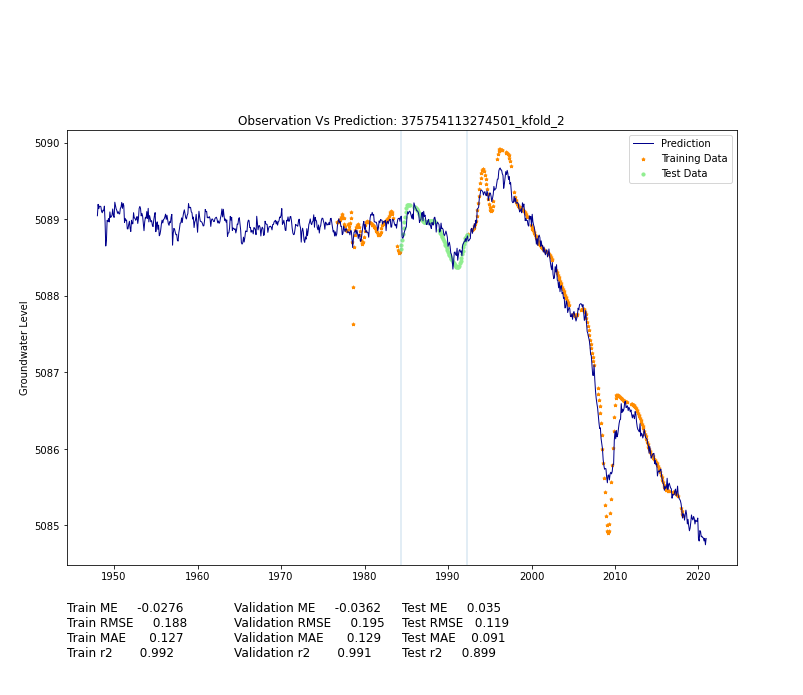 Observation Vs Prediction: 375754113274501_kfold_2
Prediction
Training Data
Test Data
5090
5089
5088
5087
5086
5085
Groundwater Level
1950 1960 1970 1980 1990 2000 2010 2020
Train ME -0.0276 Validation ME -0.0362 Test ME 0.035
Train RMSE 0.188 Validation RMSE 0.195 Test RMSE 0.119
Train MAE 0.127 Validation MAE 0.129 Test MAE 0.091
Train r2 0.992 Validation r2 0.991 Test r2 0.899